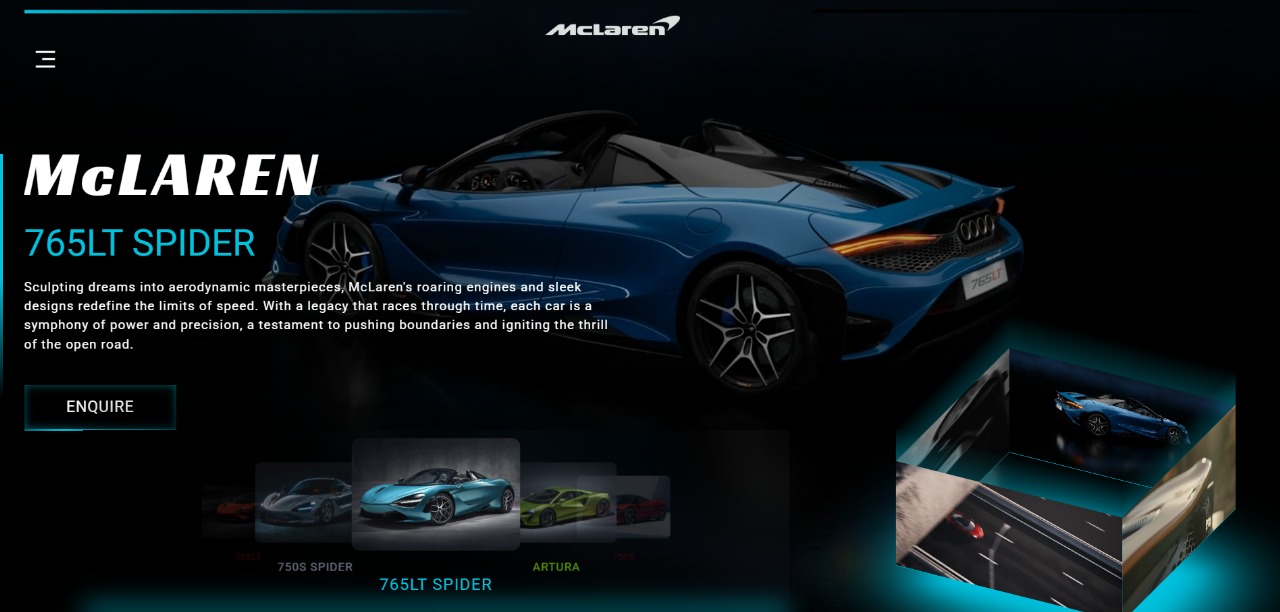 McLaren
McLAREN
765LT SPIDER
Sculpting dreams into aerodynamic masterpieces, McLaren's roaring engines and sleek
designs redefine the limits of speed. With a legacy that races through time, each car is a
symphony of power and precision, a testament to pushing boundaries and igniting the thrill
of the open road.
765LT
ENQUIRE
765LT
750S SPIDER
765LT SPIDER
ARTURA
750S